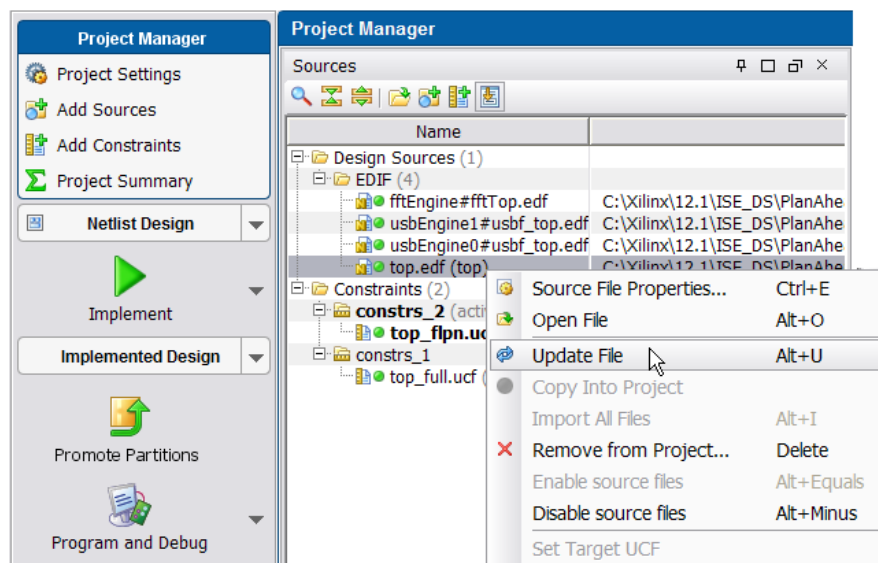 Project Manager
Project Settings
Add Sources
Add Constraints
Project Summary
Netlist Design
Implement
Implemented Design
Promote Partitions
Program and Debug
Project Manager
Sources
Name
Design Sources (1)
EDIF (4)
fftEngine#fftTop.edf C:\Xilinx\12.1\ISE_DS\PlanAhe
usbEngine1#usbf_top.edf C:\Xilinx\12.1\ISE_DS\PlanAhe
usbEngine0#usbf_top.edf C:\Xilinx\12.1\ISE_DS\PlanAhe
top.edf (top) C:\Xilinx\12.1\ISE_DS\PlanAhe
Constraints (2)
constrs_2 (acti
top_flpn.uc
constrs_1
top_full.ucf (
Source File Properties... Ctrl+E
Open File Alt+O
Update File Alt+U
Copy Into Project
Import All Files Alt+I
Remove from Project... Delete
Enable source files Alt+Equals
Disable source files Alt+Minus
Set Target UCF